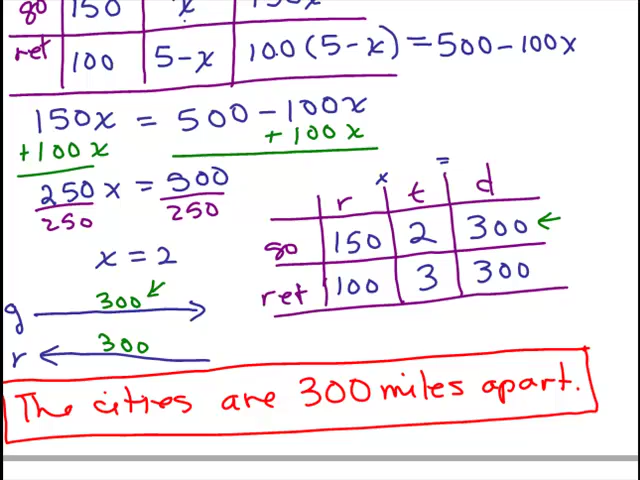 go 150 x 150x
ret 100 5-x 100(5-x) = 500-100x
150x = 500-100x
+100x +100x
250x = 500
250 250
x = 2
r × t = d
go 150 2 300 ←
ret 100 3 300
g 300
r 300
The cities are 300 miles apart.